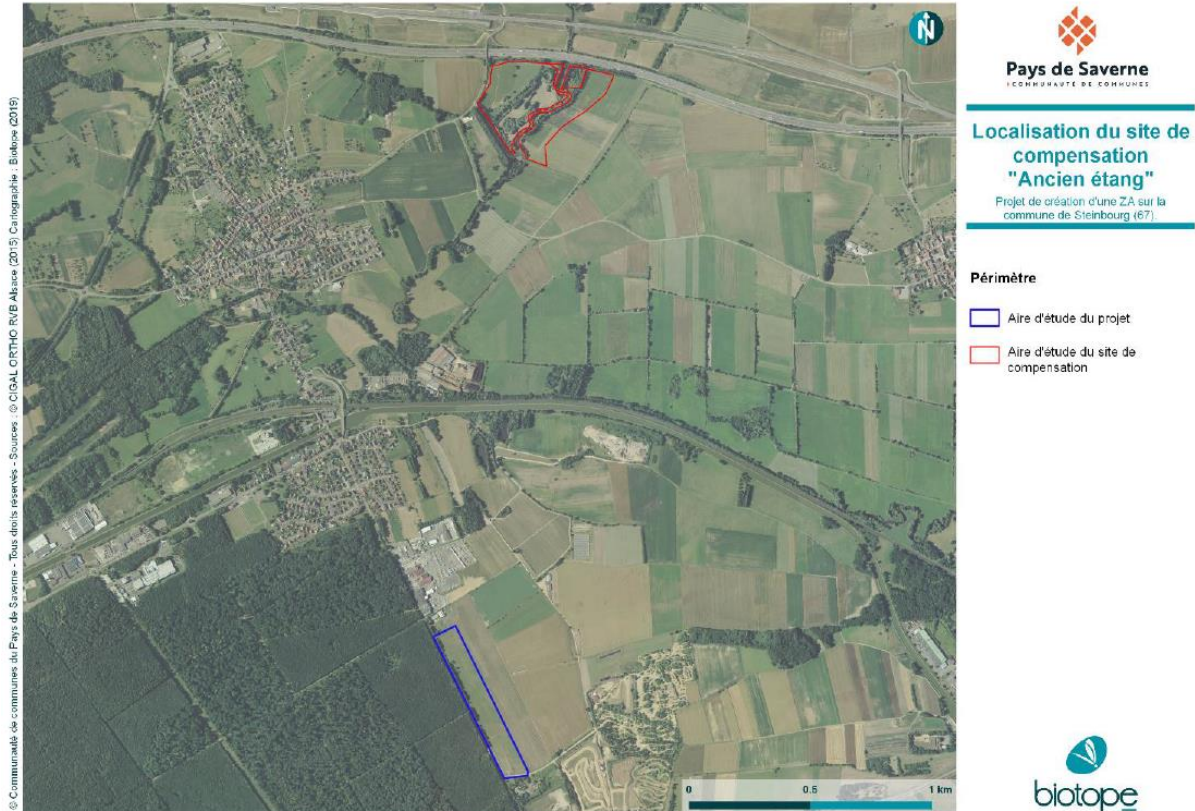 © Communauté de communes du Pays de Saverne - Tous droits réservés - Sources : © CIGAL ORTHO RVB Alsace (2015) Cartographie : Biotope (2019)
N
Pays de Saverne
COMMUNAUTÉ DE COMMUNES
Localisation du site de
compensation
"Ancien étang"
Projet de création d'une ZA sur la
commune de Steinbourg (67).
Périmètre
Aire d'étude du projet
Aire d'étude du site de
compensation
0 0.5 1 km
biotope